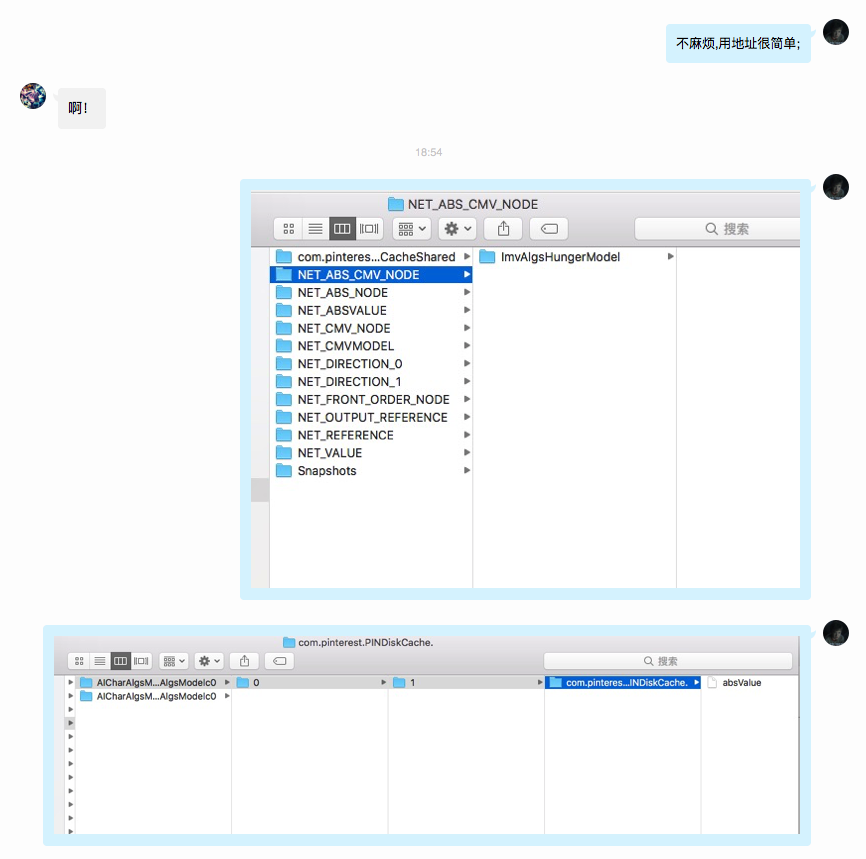 不麻烦,用地址很简单;
啊!
18:54
NET_ABS_CMV_NODE
搜索
com.pinteres...CacheShared
ImvAlgsHungerModel
NET_ABS_CMV_NODE
NET_ABS_NODE
NET_ABSVALUE
NET_CMV_NODE
NET_CMVMODEL
NET_DIRECTION_0
NET_DIRECTION_1
NET_FRONT_ORDER_NODE
NET_OUTPUT_REFERENCE
NET_REFERENCE
NET_VALUE
Snapshots
com.pinterest.PINDiskCache.
搜索
AICharAlgsM...AlgsModelc0
0
1
com.pinteres...INDiskCache.
absValue
AICharAlgsM...AlgsModelc0